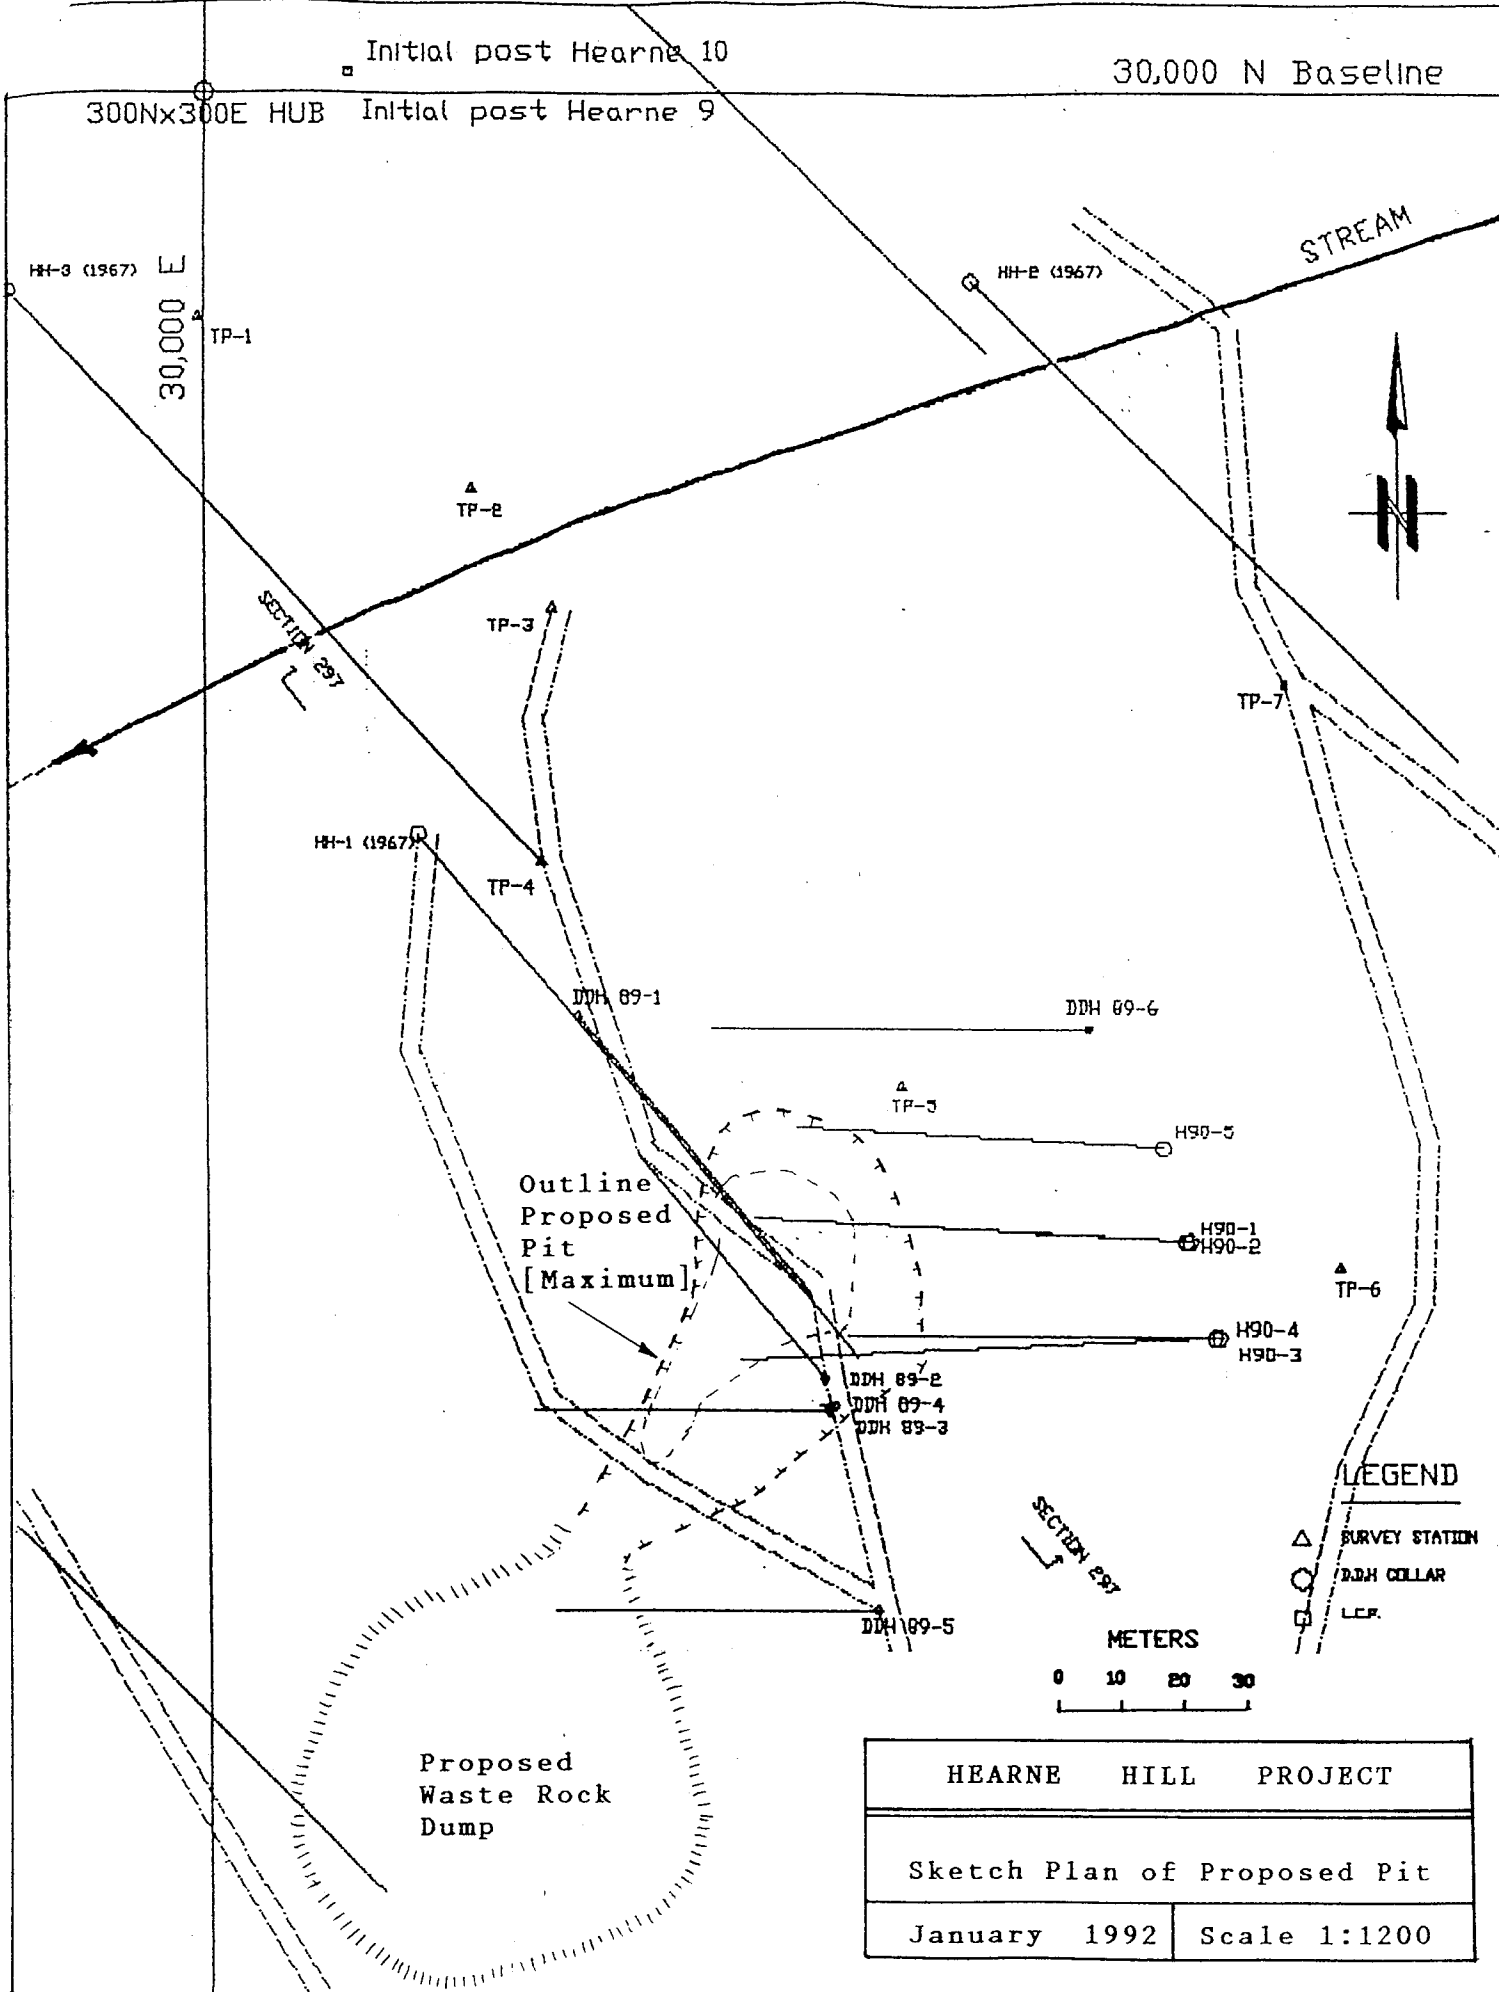 Initial post Hearne 10
30,000 N Baseline
300Nx300E HUB
Initial post Hearne 9
STREAM
HH-3 (1967)
30,000 E
HH-2 (1967)
TP-1
TP-2
N
SECTION 297
TP-3
TP-7
HH-1 (1967)
TP-4
DDH 89-1
DDH 89-6
TP-5
H90-5
Outline
Proposed
Pit
[Maximum]
H90-1
H90-2
TP-6
H90-4
H90-3
DDH 89-2
DDH 89-4
DDH 89-3
LEGEND
SURVEY STATION
D.D.H COLLAR
L.C.P.
SECTION 297
DDH 89-5
METERS
0 10 20 30
Proposed
Waste Rock
Dump
HEARNE HILL PROJECT
Sketch Plan of Proposed Pit
January 1992
Scale 1:1200